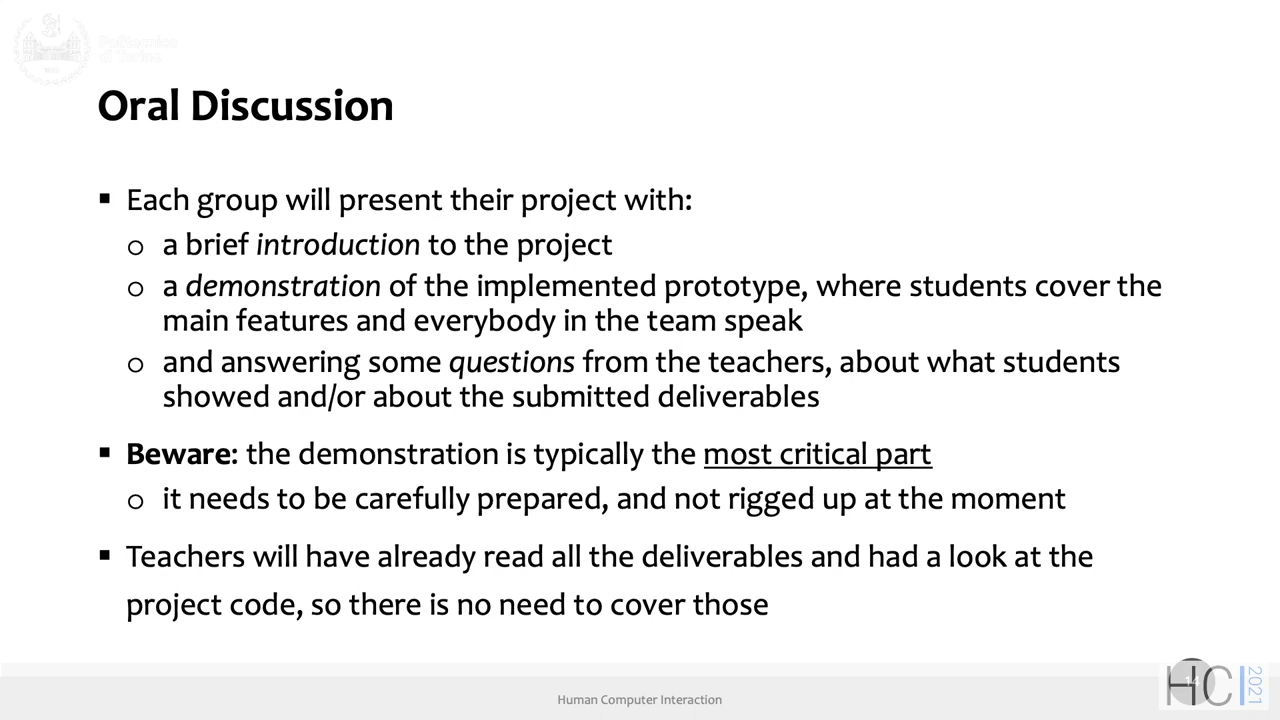 Politecnico
di Torino
Oral Discussion
▪ Each group will present their project with:
o a brief introduction to the project
o a demonstration of the implemented prototype, where students cover the
main features and everybody in the team speak
o and answering some questions from the teachers, about what students
showed and/or about the submitted deliverables
▪ Beware: the demonstration is typically the most critical part
o it needs to be carefully prepared, and not rigged up at the moment
▪ Teachers will have already read all the deliverables and had a look at the
project code, so there is no need to cover those
Human Computer Interaction
14
HCI 2021